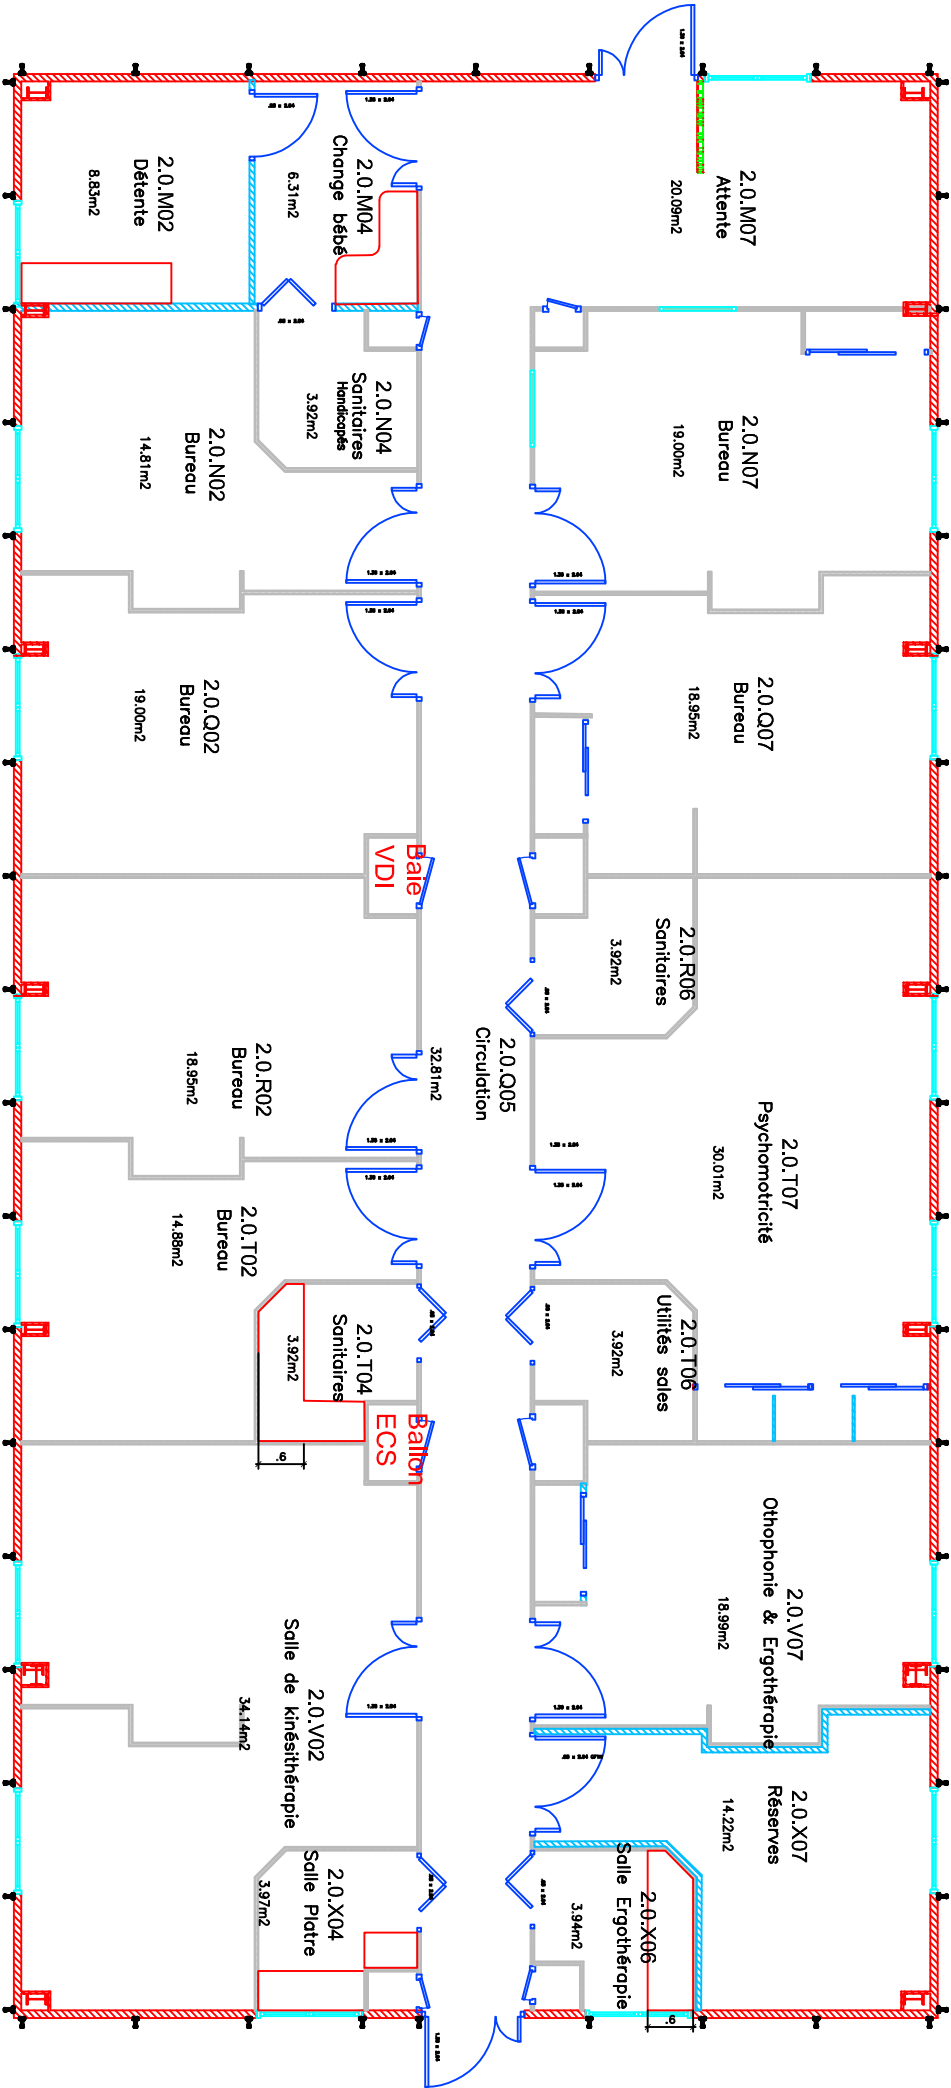 2.0.M07
Attente
20.09m2
2.0.M04
Change bébé
6.31m2
2.0.M02
Détente
8.83m2
2.0.N07
Bureau
19.00m2
2.0.N04
Sanitaires
Handicapés
3.92m2
2.0.N02
Bureau
14.81m2
2.0.Q07
Bureau
18.95m2
2.0.Q02
Bureau
19.00m2
Baie
VDI
2.0.R06
Sanitaires
3.92m2
2.0.Q05
Circulation
32.81m2
2.0.R02
Bureau
18.95m2
2.0.T07
Psychomotricité
30.01m2
2.0.T02
Bureau
14.88m2
2.0.T06
Utilités sales
3.92m2
2.0.T04
Sanitaires
3.92m2
Ballon
ECS
.6
2.0.V07
Othophonie & Ergothérapie
18.99m2
2.0.V02
Salle de kinésithérapie
34.14m2
2.0.X07
Réserves
14.22m2
2.0.X06
Salle Ergothérapie
3.94m2
2.0.X04
Salle Platre
3.97m2
.6